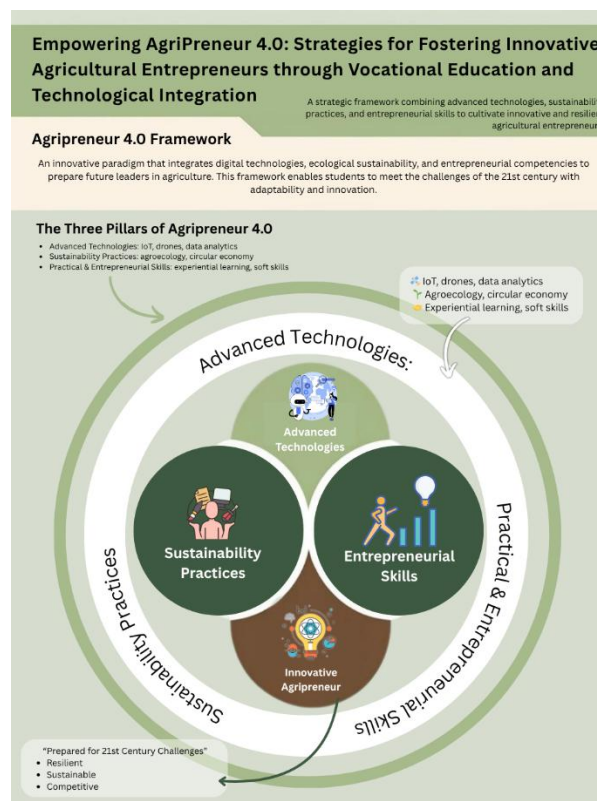 Empowering AgriPreneur 4.0: Strategies for Fostering Innovative
Agricultural Entrepreneurs through Vocational Education and
Technological Integration
A strategic framework combining advanced technologies, sustainabilit
practices, and entrepreneurial skills to cultivate innovative and resilie
agricultural entrepreneur
Agripreneur 4.0 Framework
An innovative paradigm that integrates digital technologies, ecological sustainability, and entrepreneurial competencies to
prepare future leaders in agriculture. This framework enables students to meet the challenges of the 21st century with
adaptability and innovation.
The Three Pillars of Agripreneur 4.0
• Advanced Technologies: IoT, drones, data analytics
• Sustainability Practices: agroecology, circular economy
• Practical & Entrepreneurial Skills: experiential learning, soft skills
IoT, drones, data analytics
Agroecology, circular economy
Experiential learning, soft skills
Advanced Technologies:
Advanced
Technologies
Sustainability
Practices
Entrepreneurial
Skills
Innovative
Agripreneur
Sustainability Practices
Practical & Entrepreneurial Skills
"Prepared for 21st Century Challenges"
• Resilient
• Sustainable
• Competitive